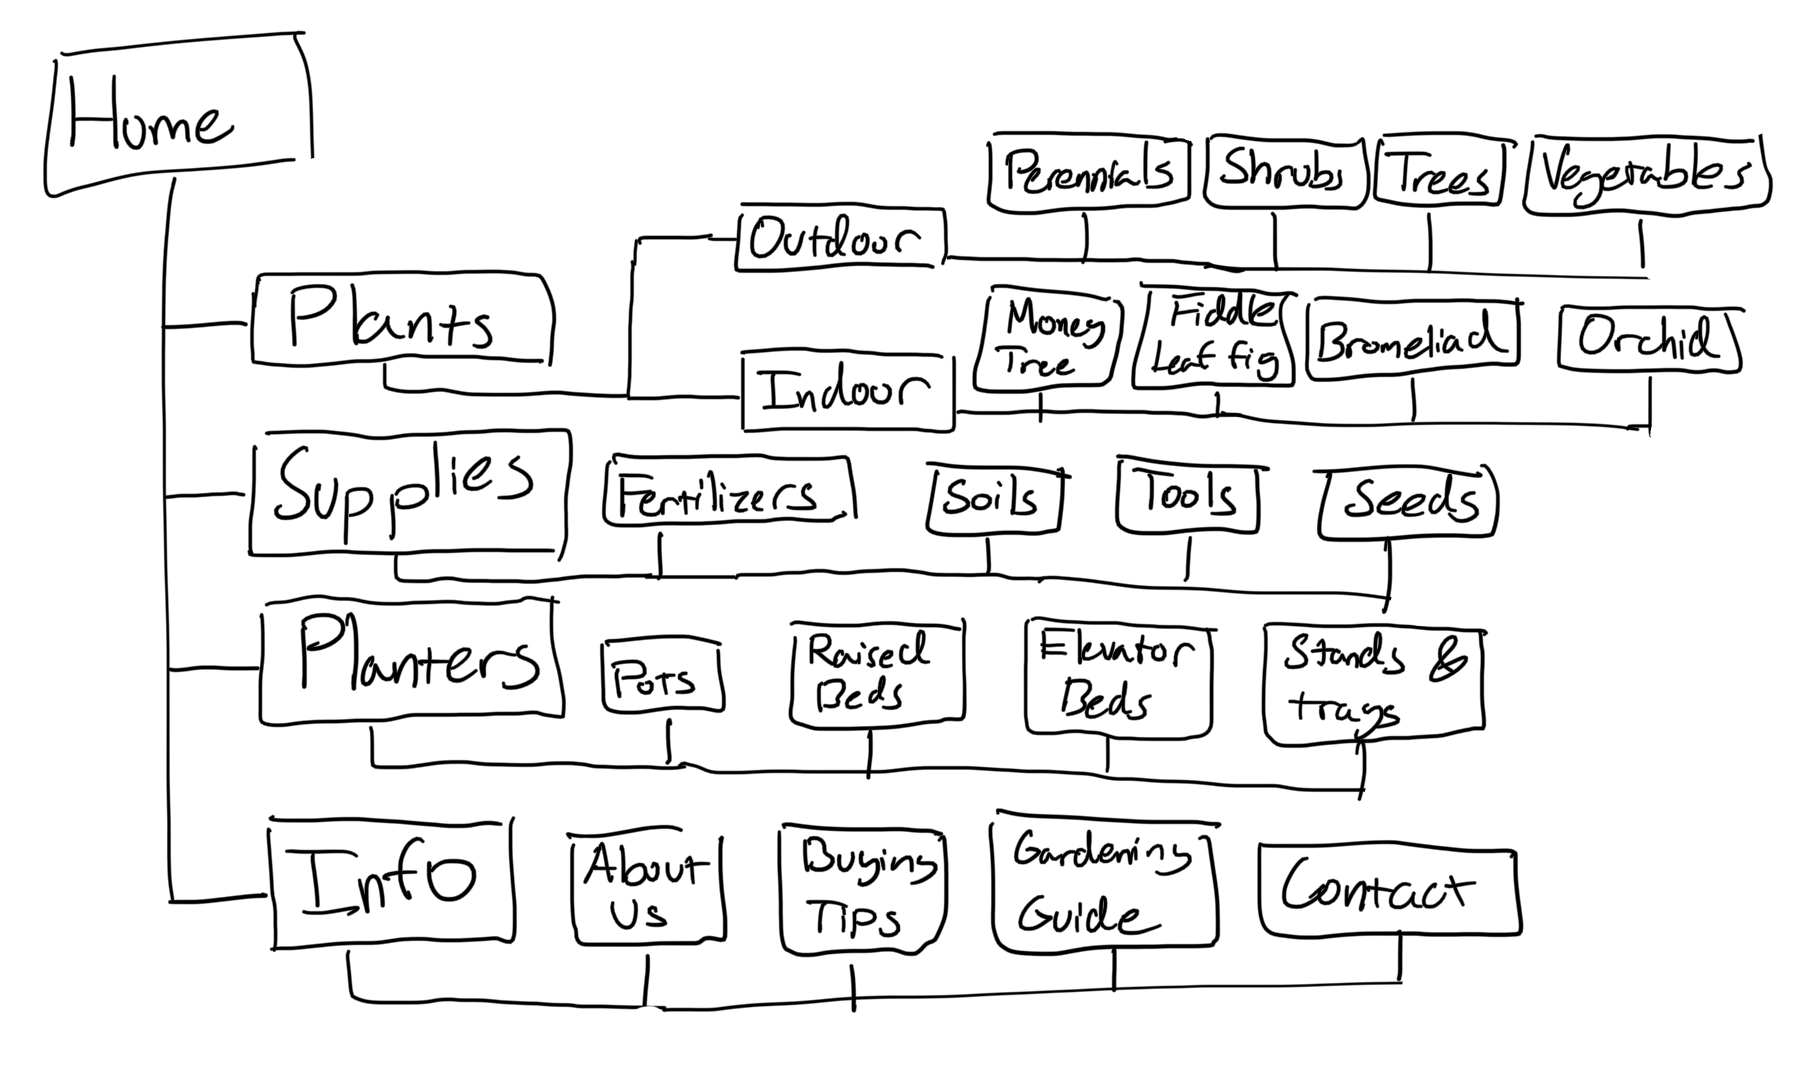 Home
Perennials
Shrubs
Trees
Vegetables
Outdoor
Plants
Money
Tree
Fiddle
Leaf fig
Bromeliad
Orchid
Indoor
Supplies
Fertilizers
Soils
Tools
Seeds
Planters
Pots
Raised
Beds
Elevator
Beds
Stands &
trays
Info
About
Us
Buying
Tips
Gardening
Guide
Contact